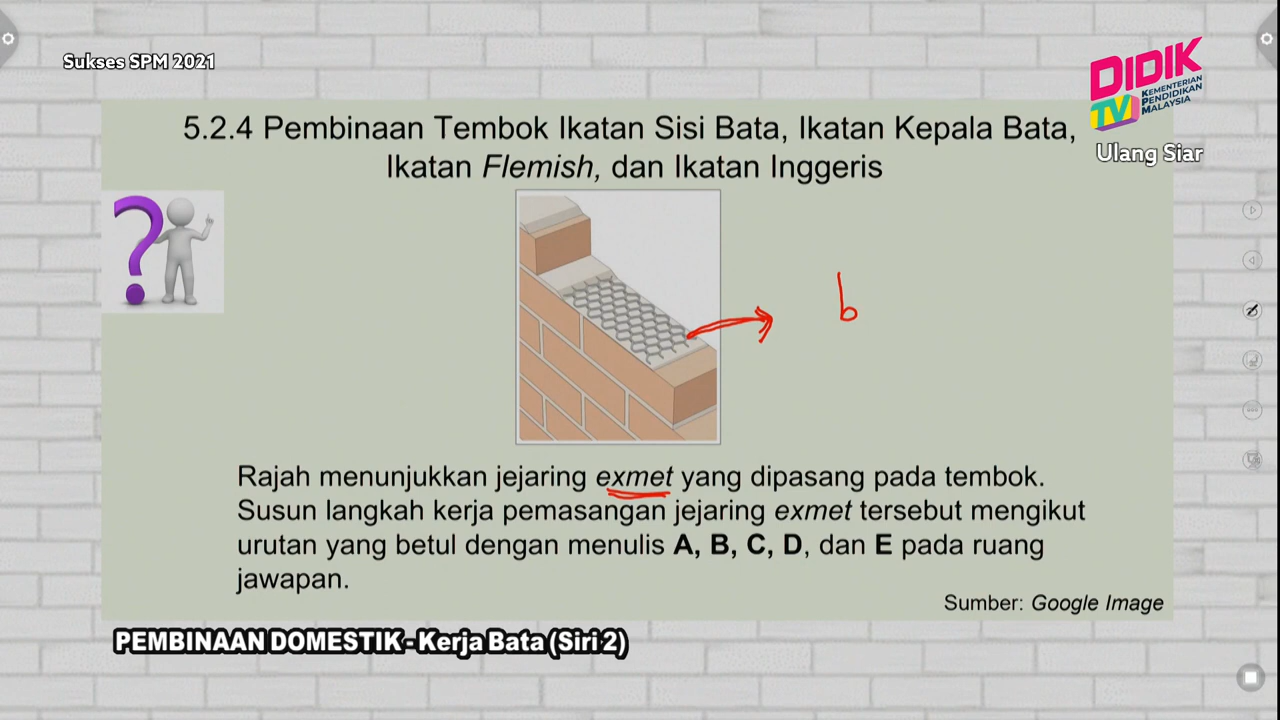 Sukses SPM 2021
DIDIK
TV
KEMENTERIAN
PENDIDIKAN
MALAYSIA
Ulang Siar
5.2.4 Pembinaan Tembok Ikatan Sisi Bata, Ikatan Kepala Bata,
Ikatan Flemish, dan Ikatan Inggeris
b
Rajah menunjukkan jejaring exmet yang dipasang pada tembok.
Susun langkah kerja pemasangan jejaring exmet tersebut mengikut
urutan yang betul dengan menulis A, B, C, D, dan E pada ruang
jawapan.
Sumber: Google Image
PEMBINAAN DOMESTIK - Kerja Bata (Siri 2)